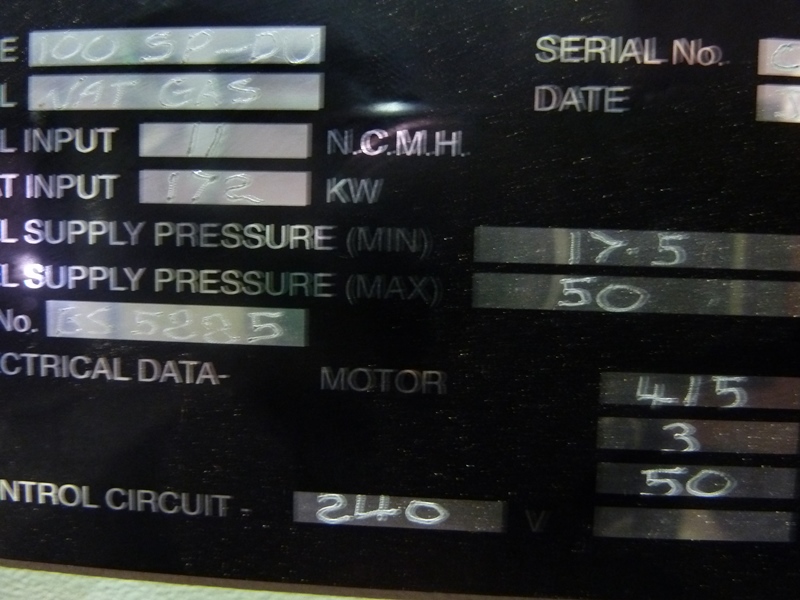 E 100 SP-DU SERIAL No.
L NAT GAS DATE
L INPUT 11 N.C.M.H.
T INPUT 172 KW
L SUPPLY PRESSURE (MIN) 17.5
L SUPPLY PRESSURE (MAX) 50
No. BS 5225
CTRICAL DATA- MOTOR 415
3
50
NTROL CIRCUIT - 240 V